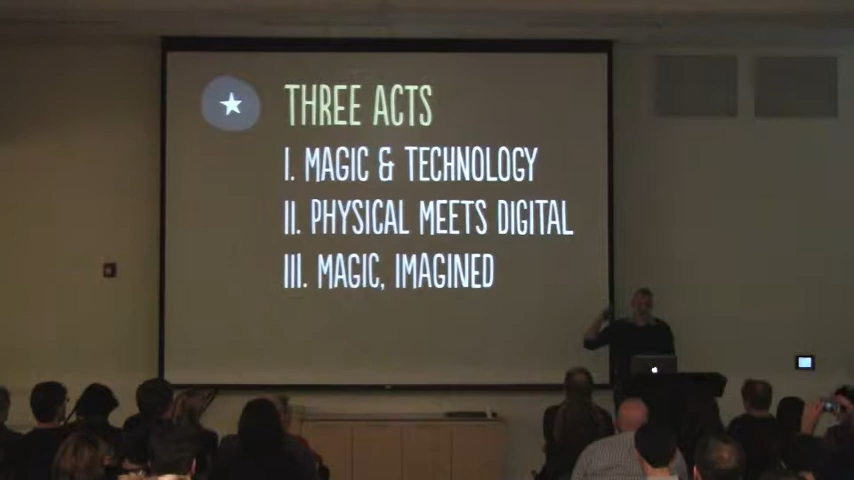 THREE ACTS
I. MAGIC & TECHNOLOGY
II. PHYSICAL MEETS DIGITAL
III. MAGIC, IMAGINED